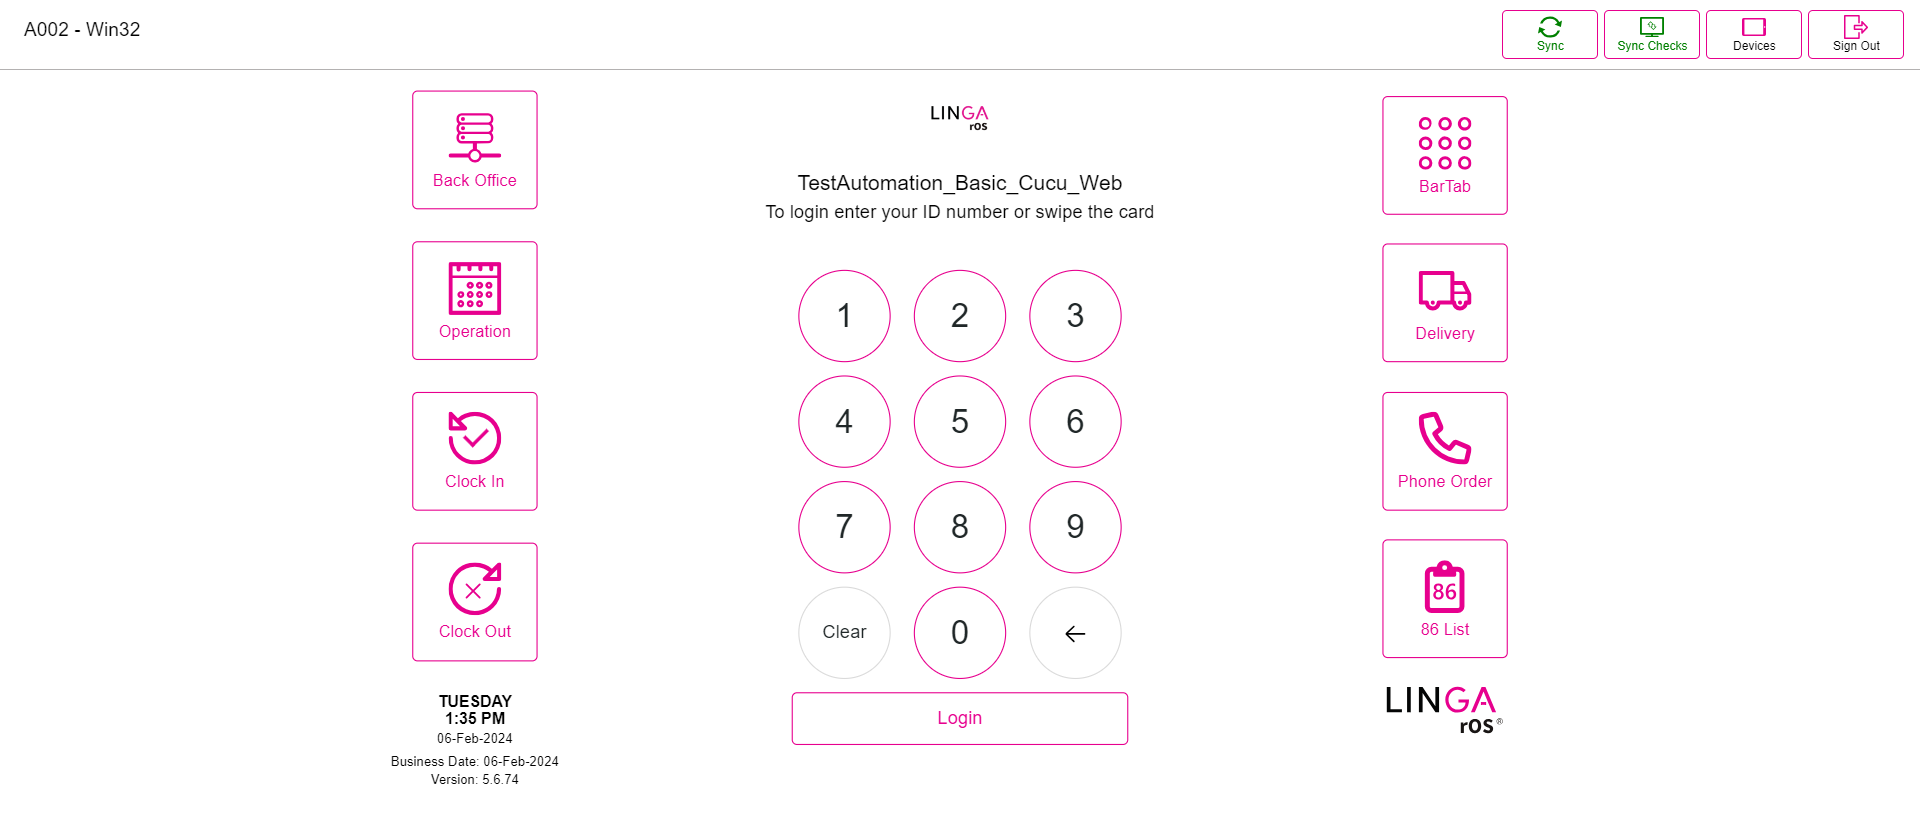 A002 - Win32
Sync
Sync Checks
Devices
Sign Out
Back Office
Operation
Clock In
Clock Out
TUESDAY
1:35 PM
06-Feb-2024
Business Date: 06-Feb-2024
Version: 5.6.74
LINGA
rOS
TestAutomation_Basic_Cucu_Web
To login enter your ID number or swipe the card
1 2 3
4 5 6
7 8 9
Clear 0
Login
BarTab
Delivery
Phone Order
86
86 List
LINGA
rOS®